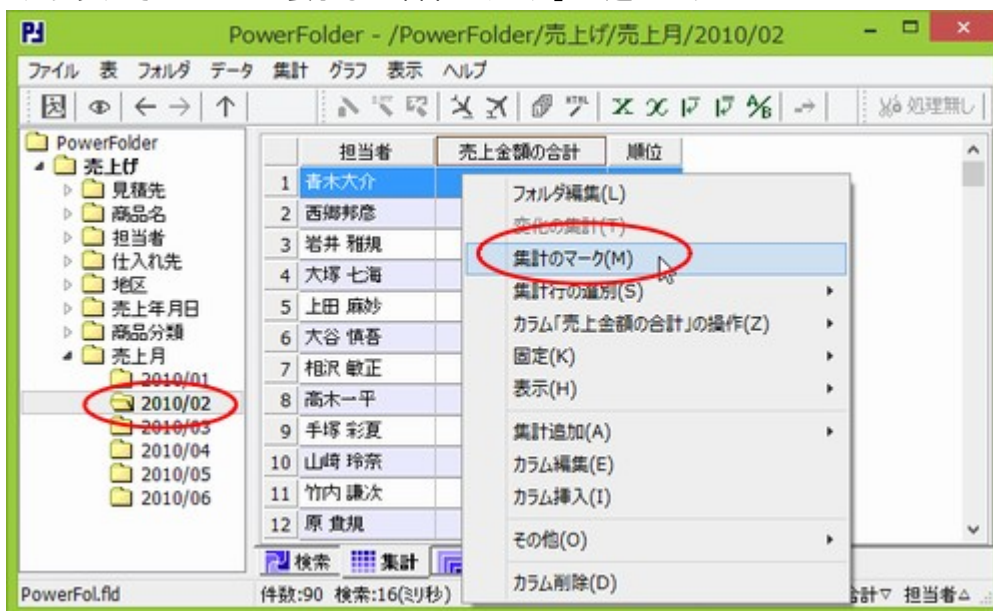 PowerFolder - /PowerFolder/売上げ/売上月/2010/02
ファイル 表 フォルダ データ 集計 グラフ 表示 ヘルプ
処理無し
PowerFolder
売上げ
見積先
商品名
担当者
仕入れ先
地区
売上年月日
商品分類
売上月
2010/01
2010/02
2010/03
2010/04
2010/05
2010/06
担当者 売上金額の合計 順位
1 青木大介
2 西郷邦彦
3 岩井 雅規
4 大塚 七海
5 上田 麻妙
6 大谷 慎吾
7 相沢 敏正
8 高木一平
9 手塚 彩夏
10 山崎 玲奈
11 竹内 謙次
12 原 貴規
フォルダ編集(L)
変化の集計(T)
集計のマーク(M)
集計行の選別(S)
カラム「売上金額の合計」の操作(Z)
固定(K)
表示(H)
集計追加(A)
カラム編集(E)
カラム挿入(I)
その他(O)
カラム削除(D)
検索 集計
PowerFol.fld 件数:90 検索:16(ミリ秒) 合計▽ 担当者△